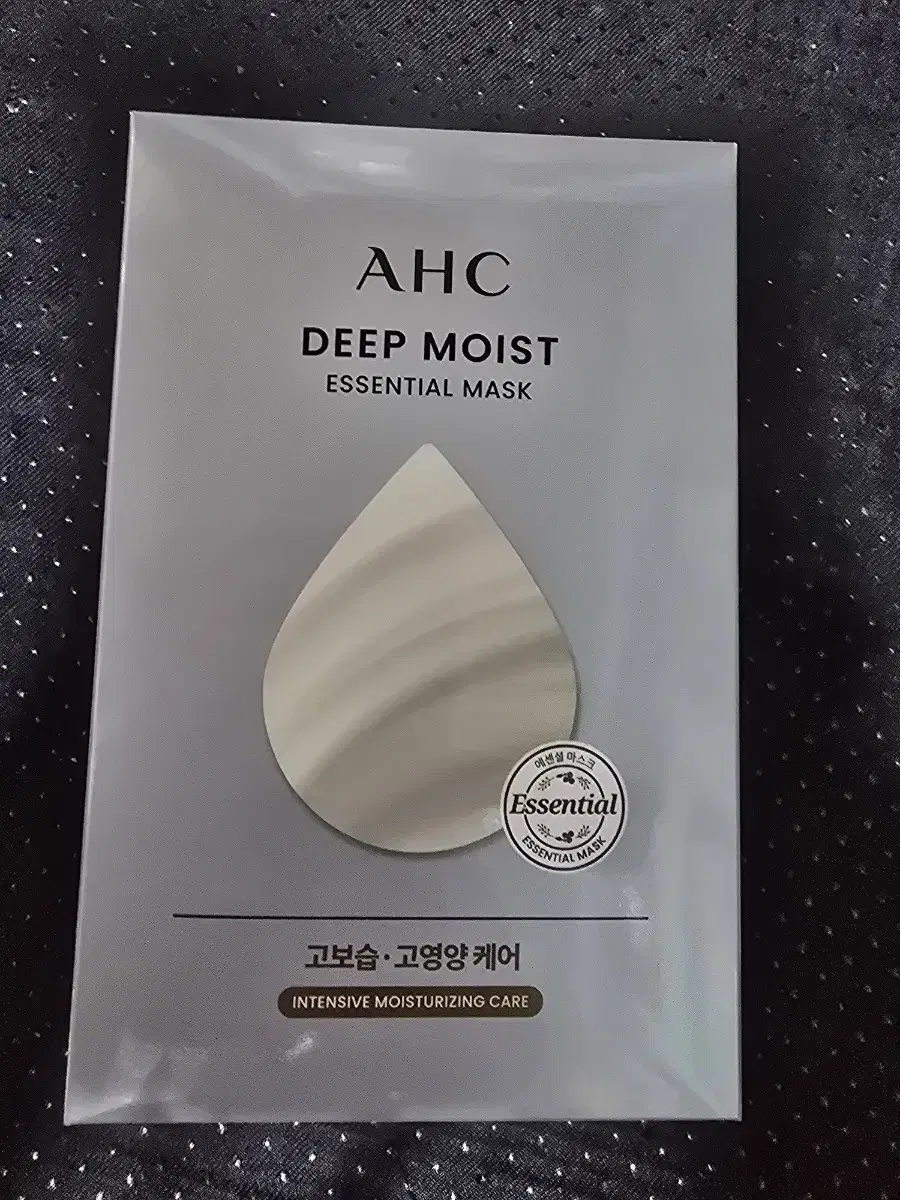 AHC
DEEP MOIST
ESSENTIAL MASK
에센셜 마스크
Essential
ESSENTIAL MASK
고보습·고영양 케어
INTENSIVE MOISTURIZING CARE